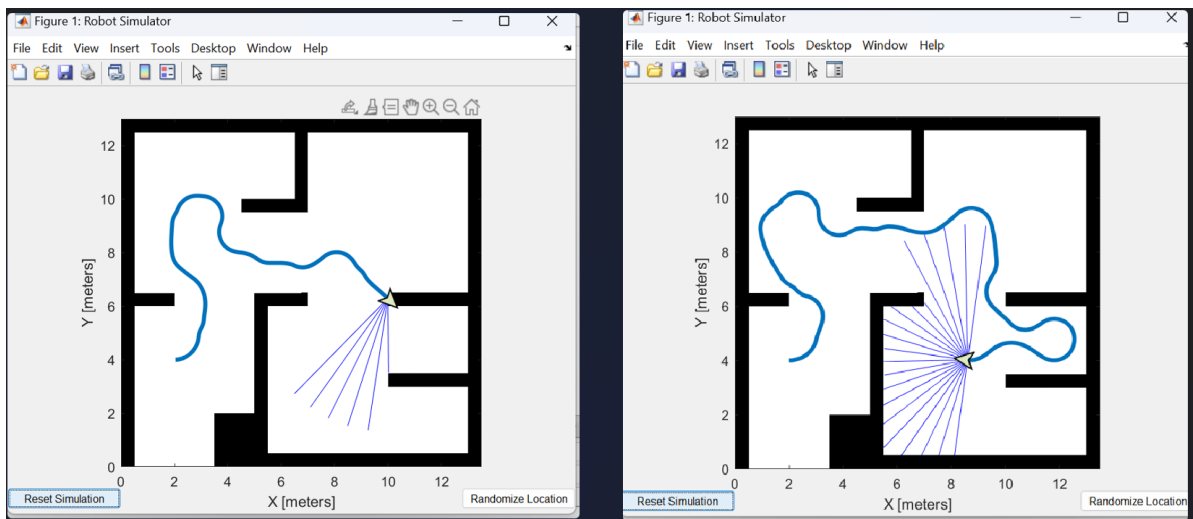 Figure 1: Robot Simulator
File Edit View Insert Tools Desktop Window Help
12
10
8
6
4
2
0
Y [meters]
0 2 4 6 8 10 12
X [meters]
Reset Simulation
Randomize Location
Figure 1: Robot Simulator
File Edit View Insert Tools Desktop Window Help
12
10
8
6
4
2
0
Y [meters]
0 2 4 6 8 10 12
X [meters]
Reset Simulation
Randomize Location